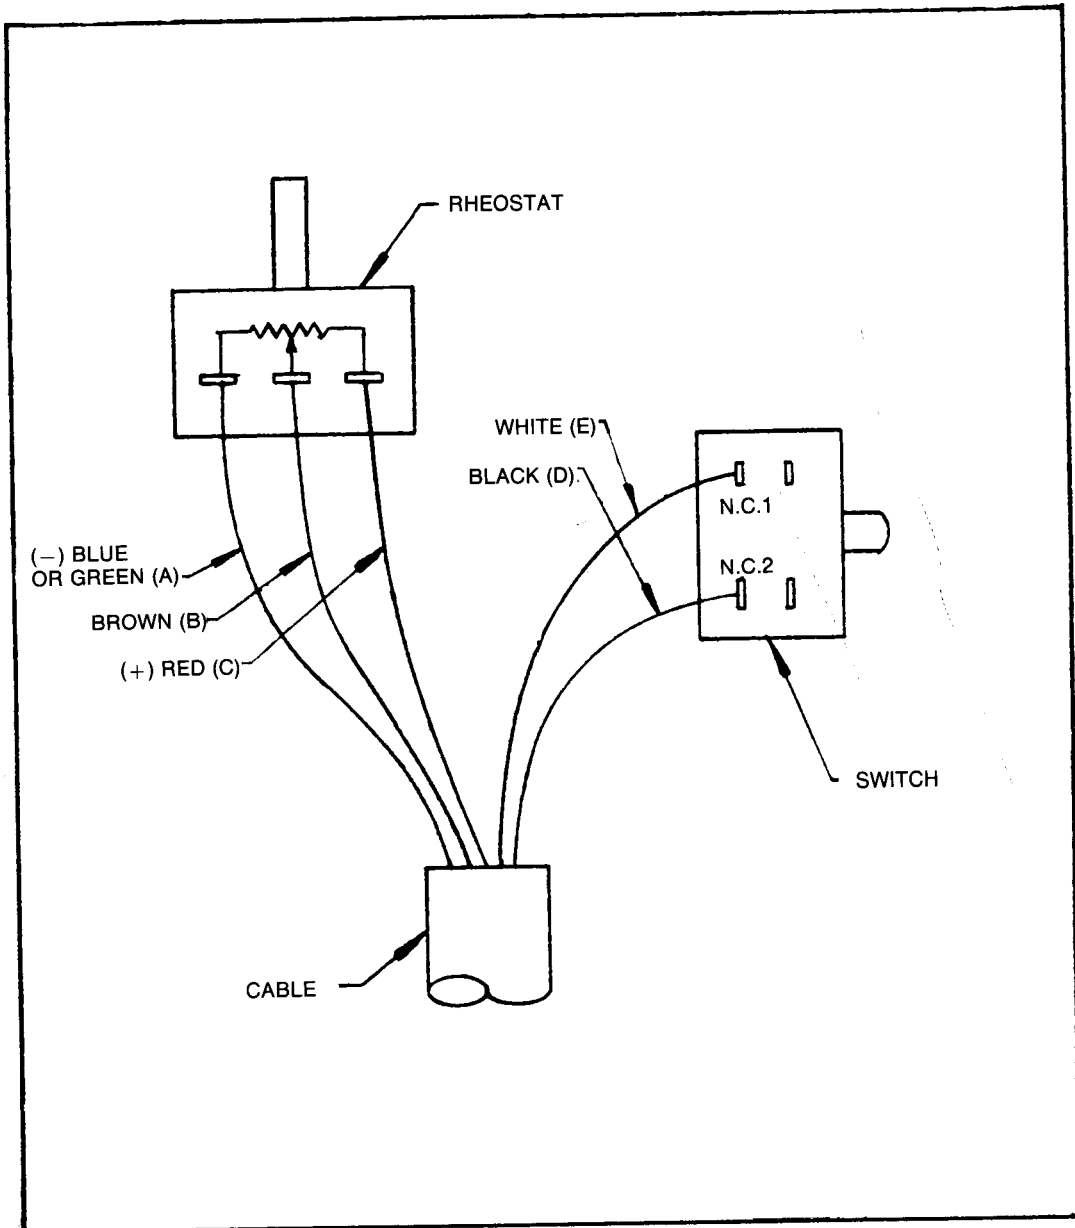 RHEOSTAT
WHITE (E)
BLACK (D).
N.C.1
N.C.2
(−) BLUE
OR GREEN (A)
BROWN (B)
(+) RED (C)
SWITCH
CABLE